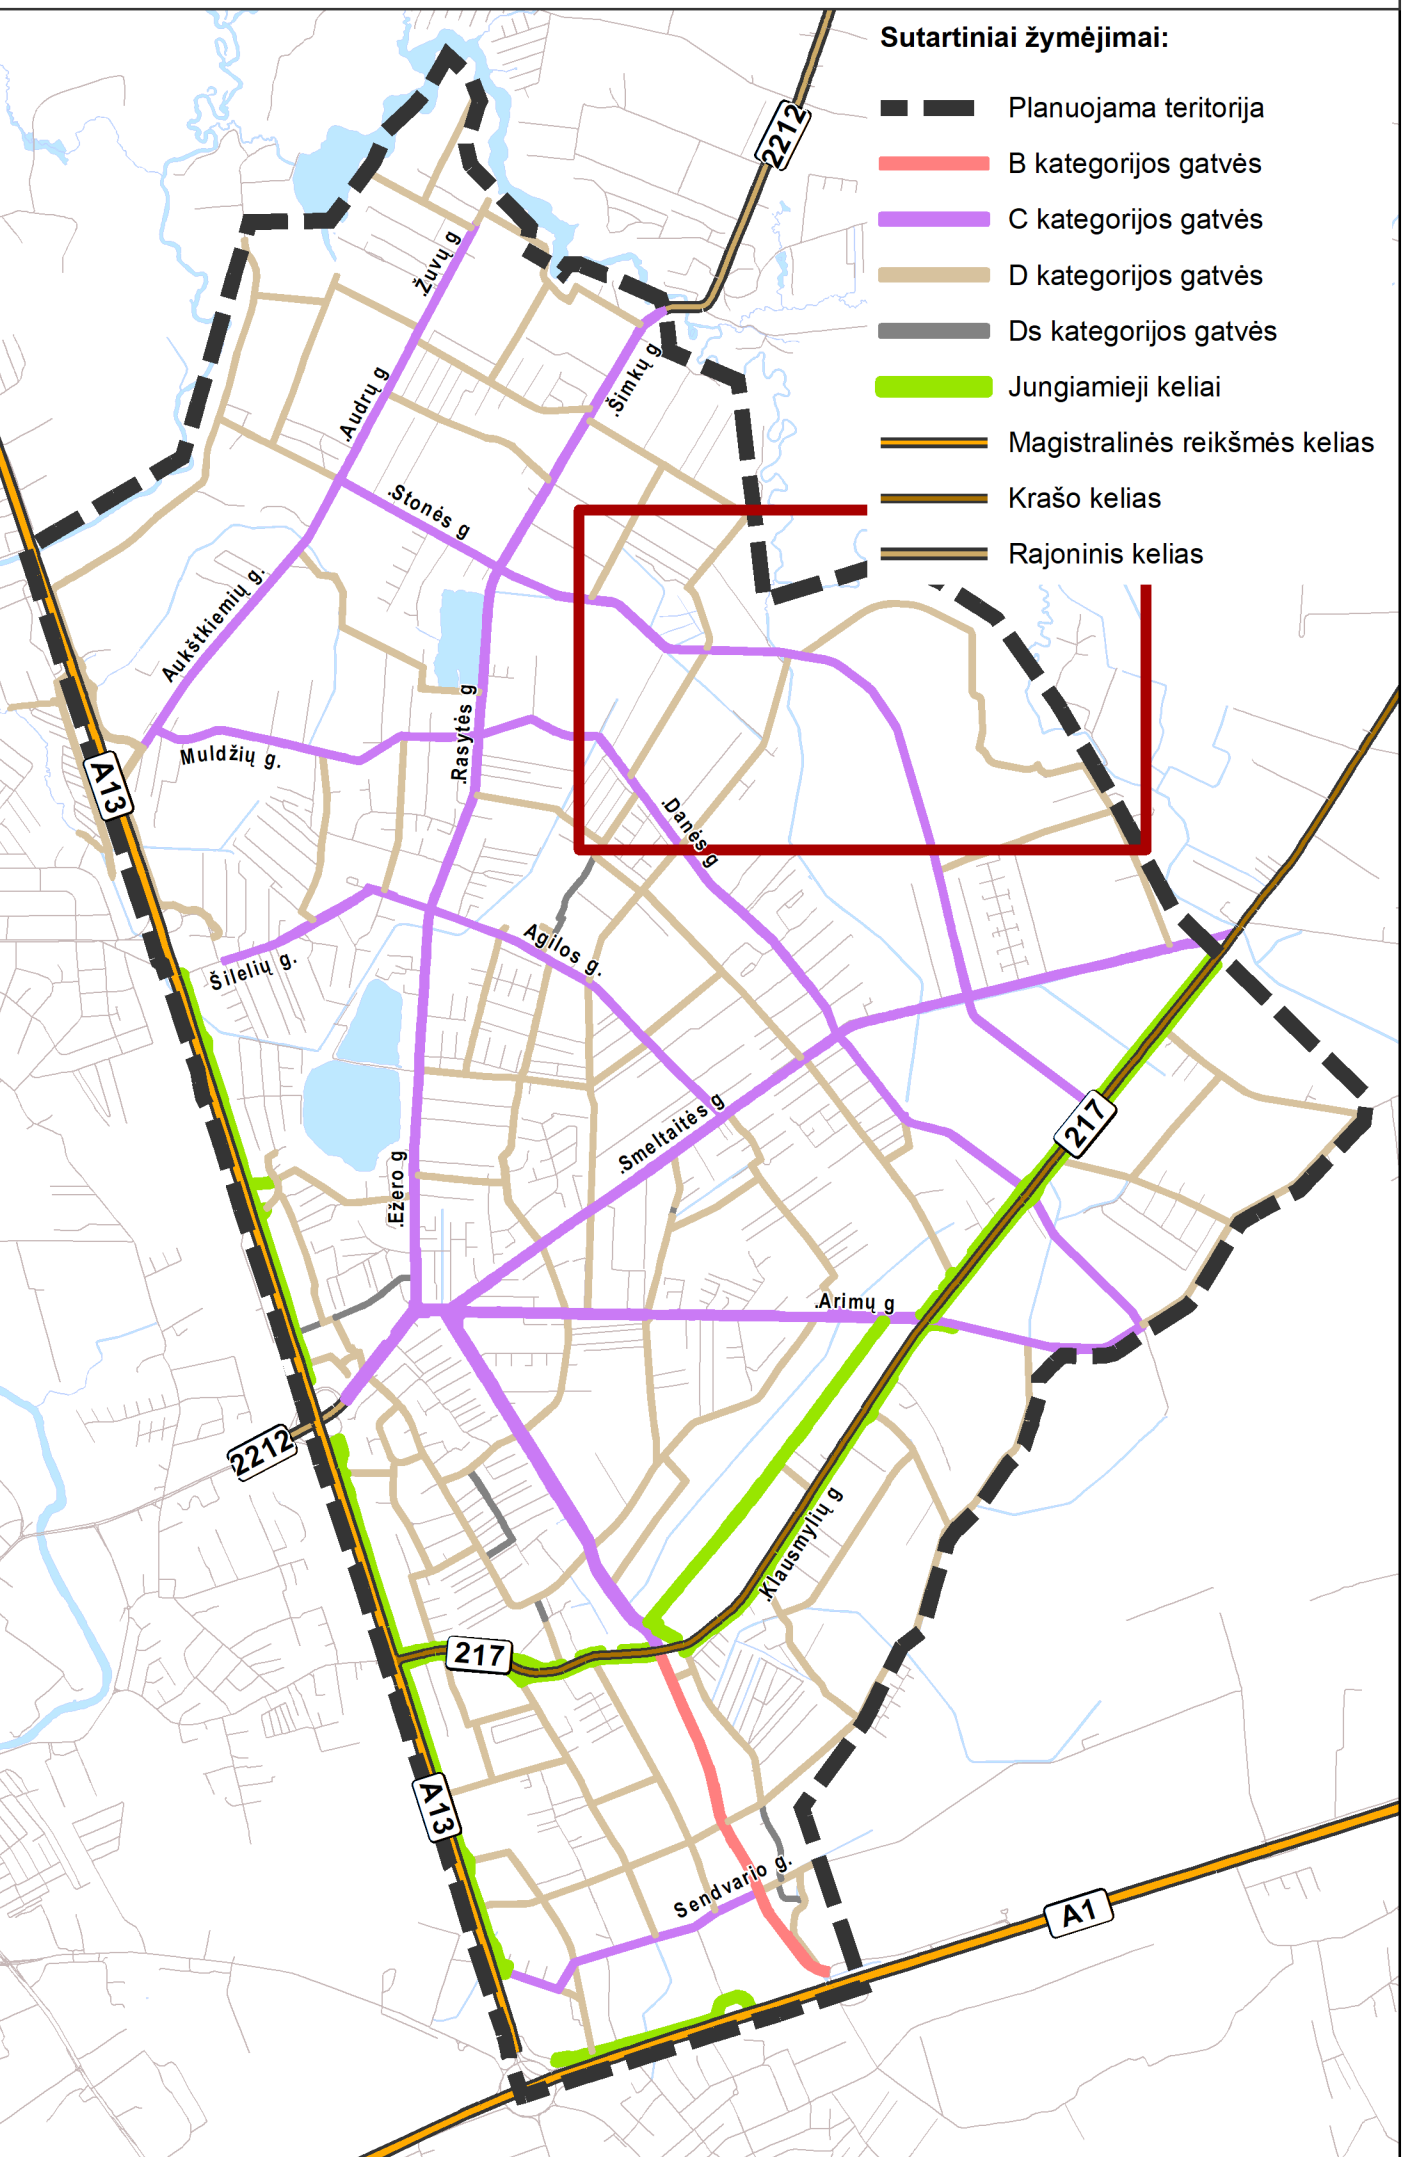 Sutartiniai žymėjimai:
Planuojama teritorija
B kategorijos gatvės
C kategorijos gatvės
D kategorijos gatvės
Ds kategorijos gatvės
Jungiamieji keliai
Magistralinės reikšmės kelias
Krašo kelias
Rajoninis kelias
2212
.Žuvų g
.Šimkų g
.Audrų g
.Stonės g
Aukštkiemių g.
.Rasytės g
Muldžių g.
A13
.Danės g
Agilos g.
Šilelių g.
217
.Smeltaitės g
.Ežero g
.Arimų g
2212
.Klausmylių g
217
A13
Sendvario g.
A1